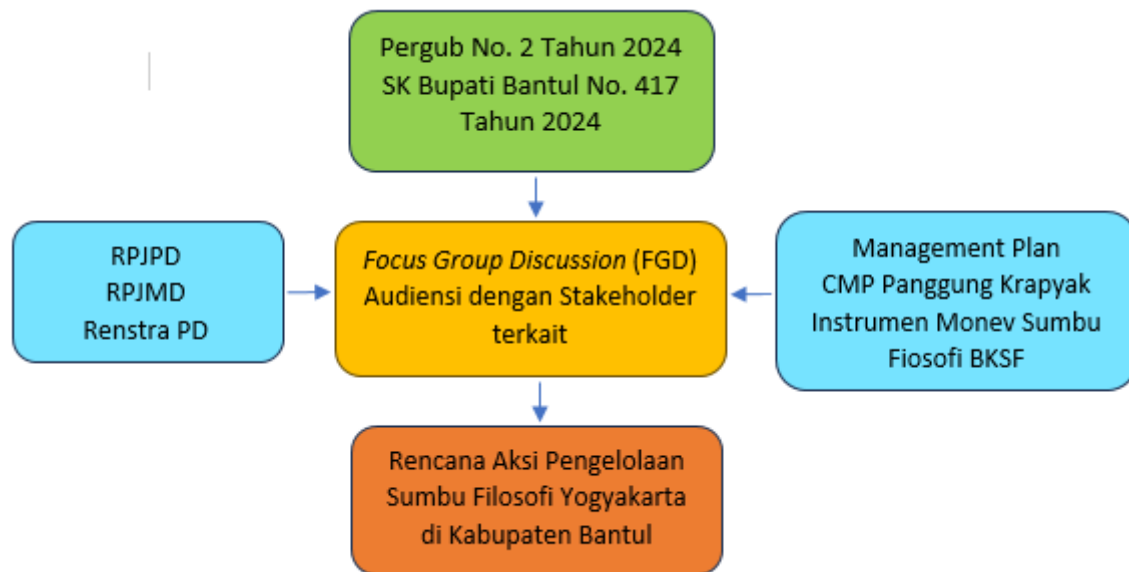 Pergub No. 2 Tahun 2024
SK Bupati Bantul No. 417
Tahun 2024
RPJPD
RPJMD
Renstra PD
Focus Group Discussion (FGD)
Audiensi dengan Stakeholder
terkait
Management Plan
CMP Panggung Krapyak
Instrumen Monev Sumbu
Fiosofi BKSF
Rencana Aksi Pengelolaan
Sumbu Filosofi Yogyakarta
di Kabupaten Bantul